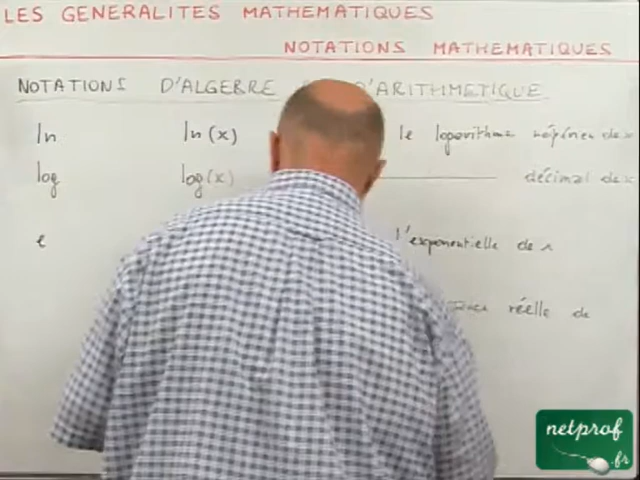 LES GENERALITES MATHEMATIQUES
NOTATIONS MATHEMATIQUES
NOTATIONS D'ALGEBRE D'ARITHMETIQUE
ln ln(x) le logarithme népérien de x
log log(x) décimal de x
e l'exponentielle de x
réelle de
netprof
.fr